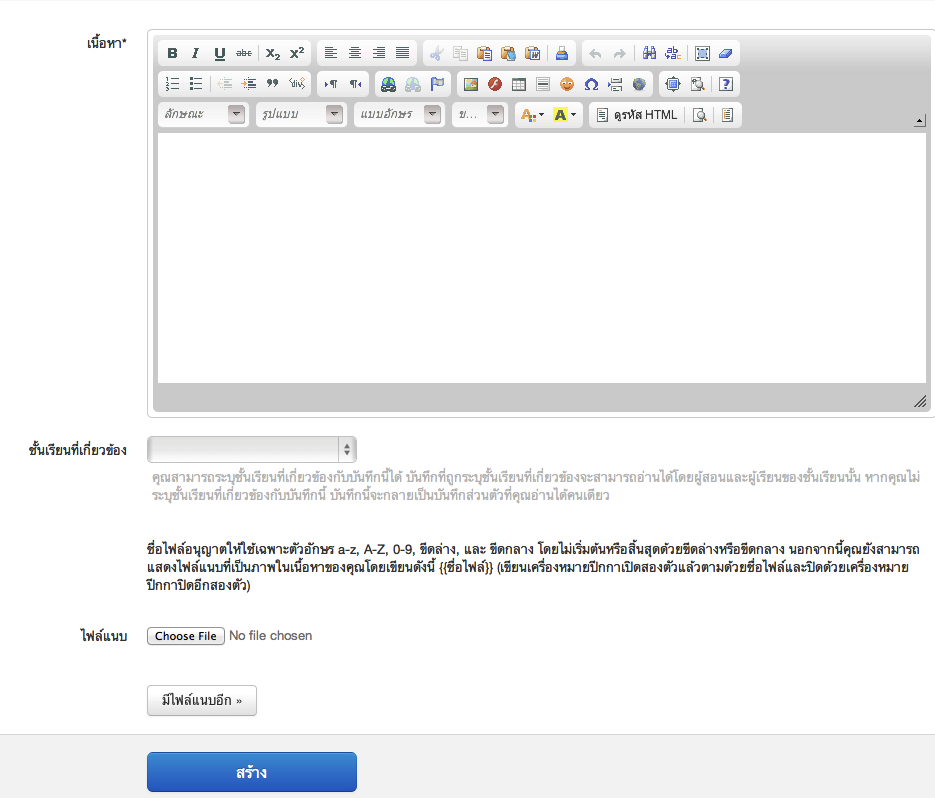 เนื้อหา*
B I U abc X₂ X²
ลักษณะ รูปแบบ แบบอักษร ข... A A ดูรหัส HTML
ชั้นเรียนที่เกี่ยวข้อง
คุณสามารถระบุชั้นเรียนที่เกี่ยวข้องกับบันทึกนี้ได้ บันทึกที่ถูกระบุชั้นเรียนที่เกี่ยวข้องจะสามารถอ่านได้โดยผู้สอนและผู้เรียนของชั้นเรียนนั้น หากคุณไม่
ระบุชั้นเรียนที่เกี่ยวข้องกับบันทึกนี้ บันทึกนี้จะกลายเป็นบันทึกส่วนตัวที่คุณอ่านได้คนเดียว
ชื่อไฟล์อนุญาตให้ใช้เฉพาะตัวอักษร a-z, A-Z, 0-9, ขีดล่าง, และ ขีดกลาง โดยไม่เริ่มต้นหรือสิ้นสุดด้วยขีดล่างหรือขีดกลาง นอกจากนี้คุณยังสามารถ
แสดงไฟล์แนบที่เป็นภาพในเนื้อหาของคุณโดยเขียนดังนี้ {{ชื่อไฟล์}} (เขียนเครื่องหมายปีกกาเปิดสองตัวแล้วตามด้วยชื่อไฟล์และปิดด้วยเครื่องหมาย
ปีกกาปิดอีกสองตัว)
ไฟล์แนบ Choose File No file chosen
มีไฟล์แนบอีก »
สร้าง